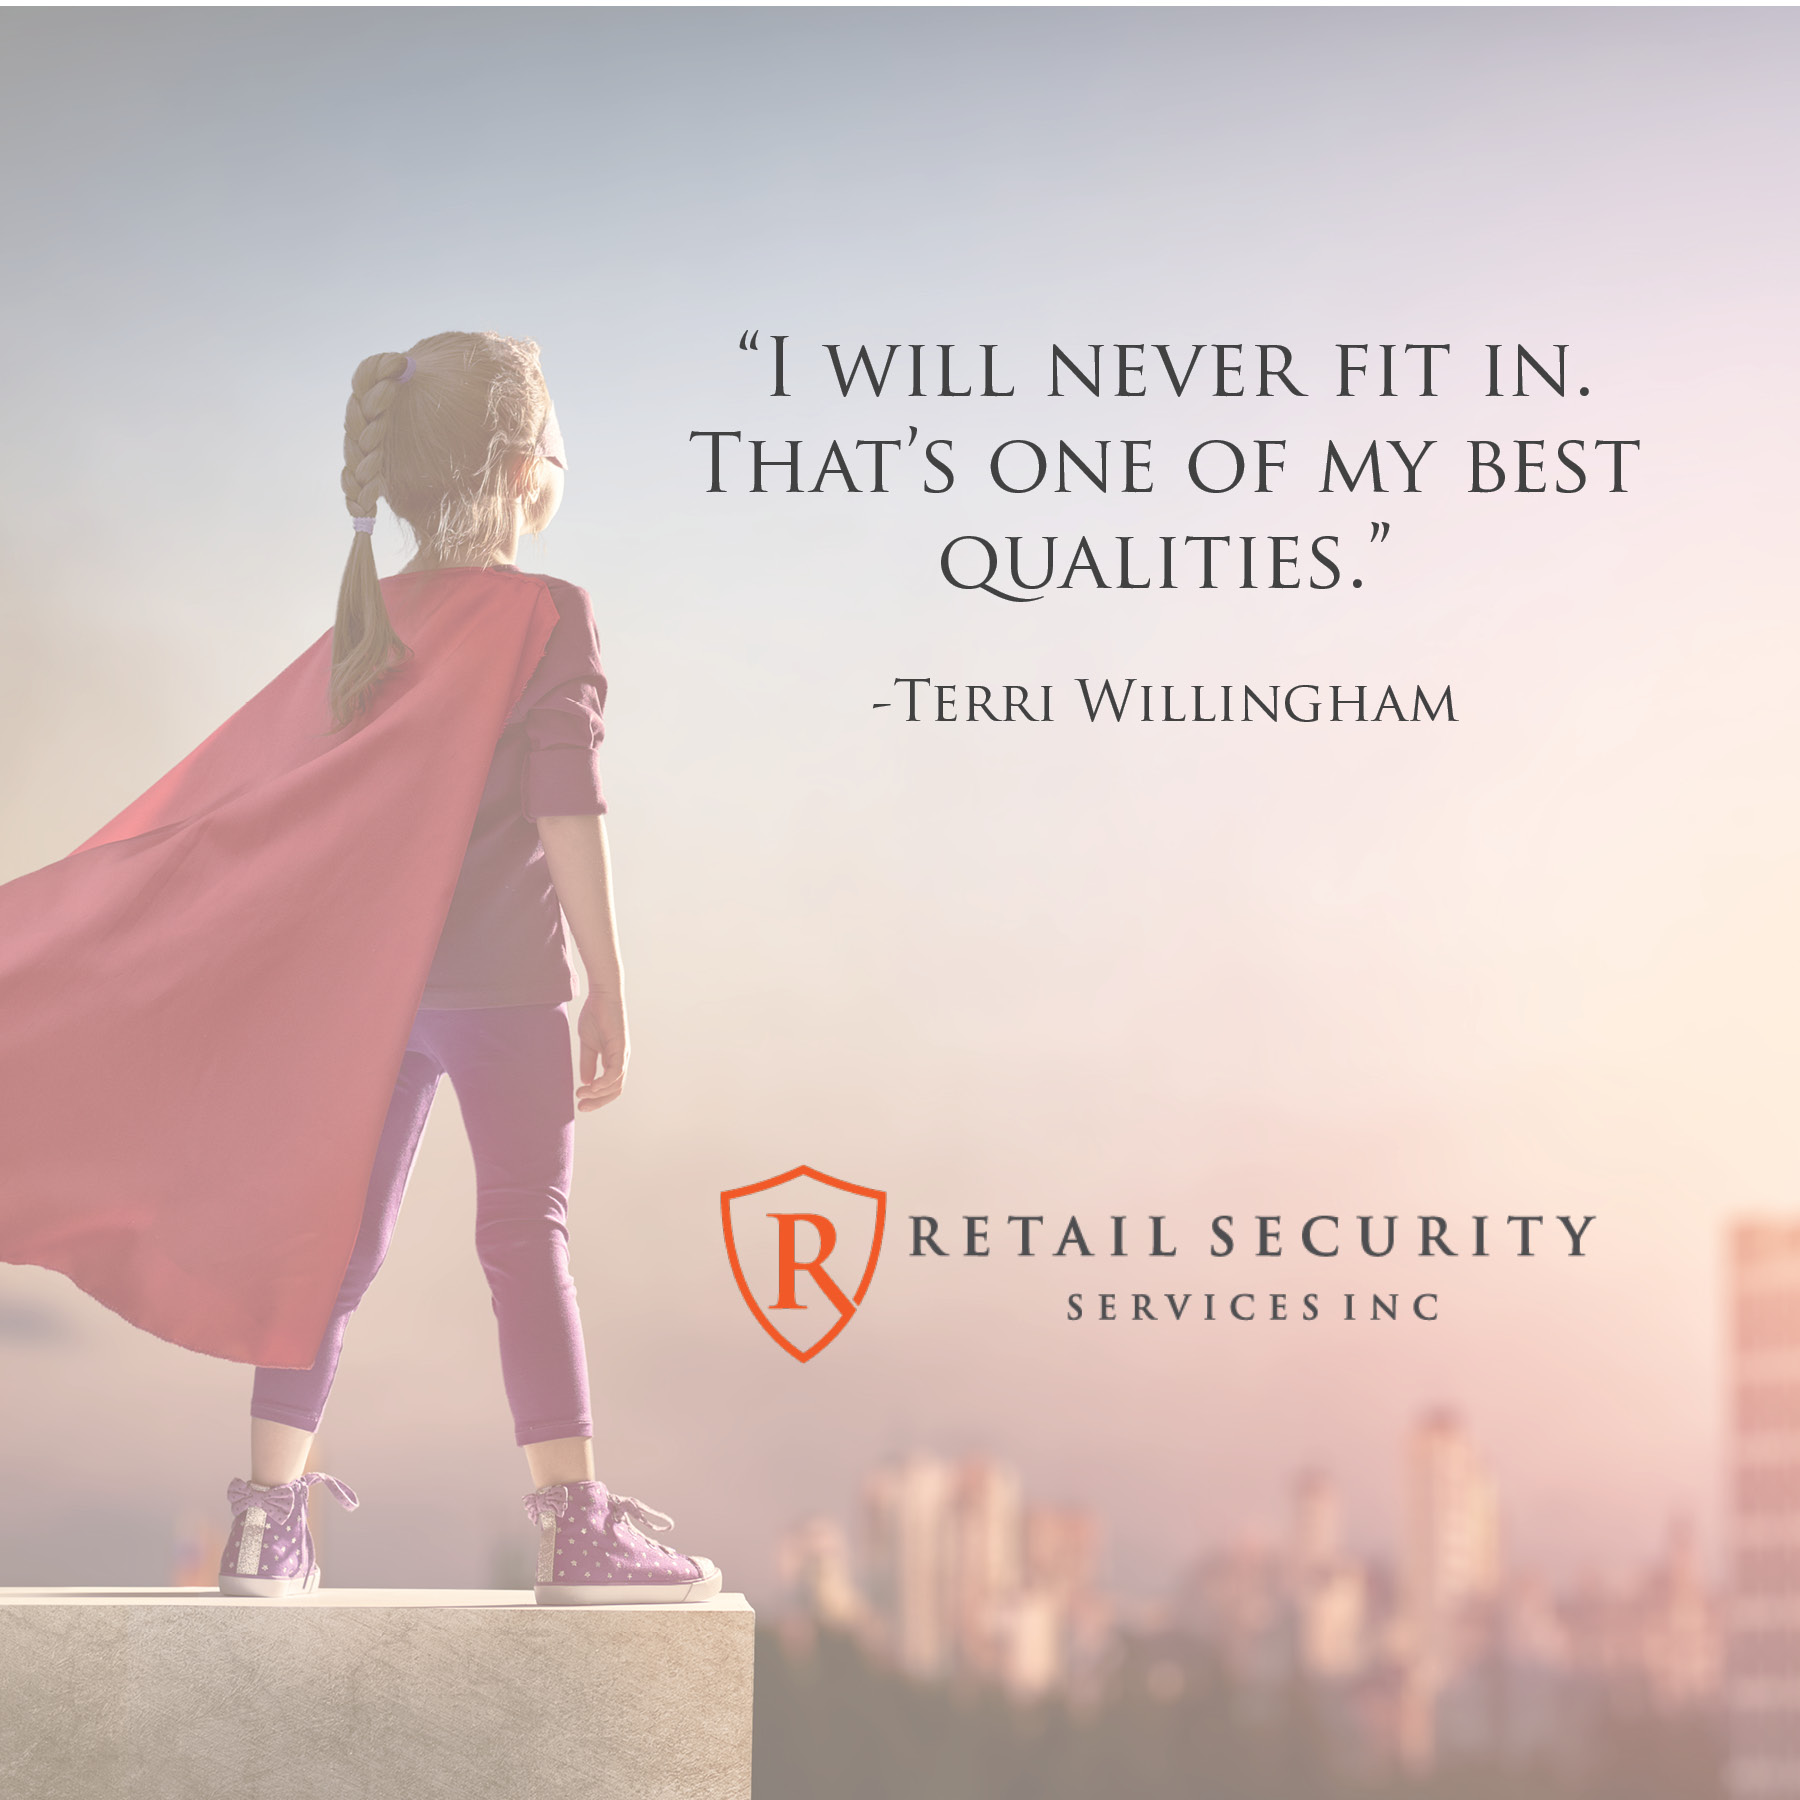 “I will never fit in.
That’s one of my best
qualities.”
-Terri Willingham
R RETAIL SECURITY
SERVICES INC